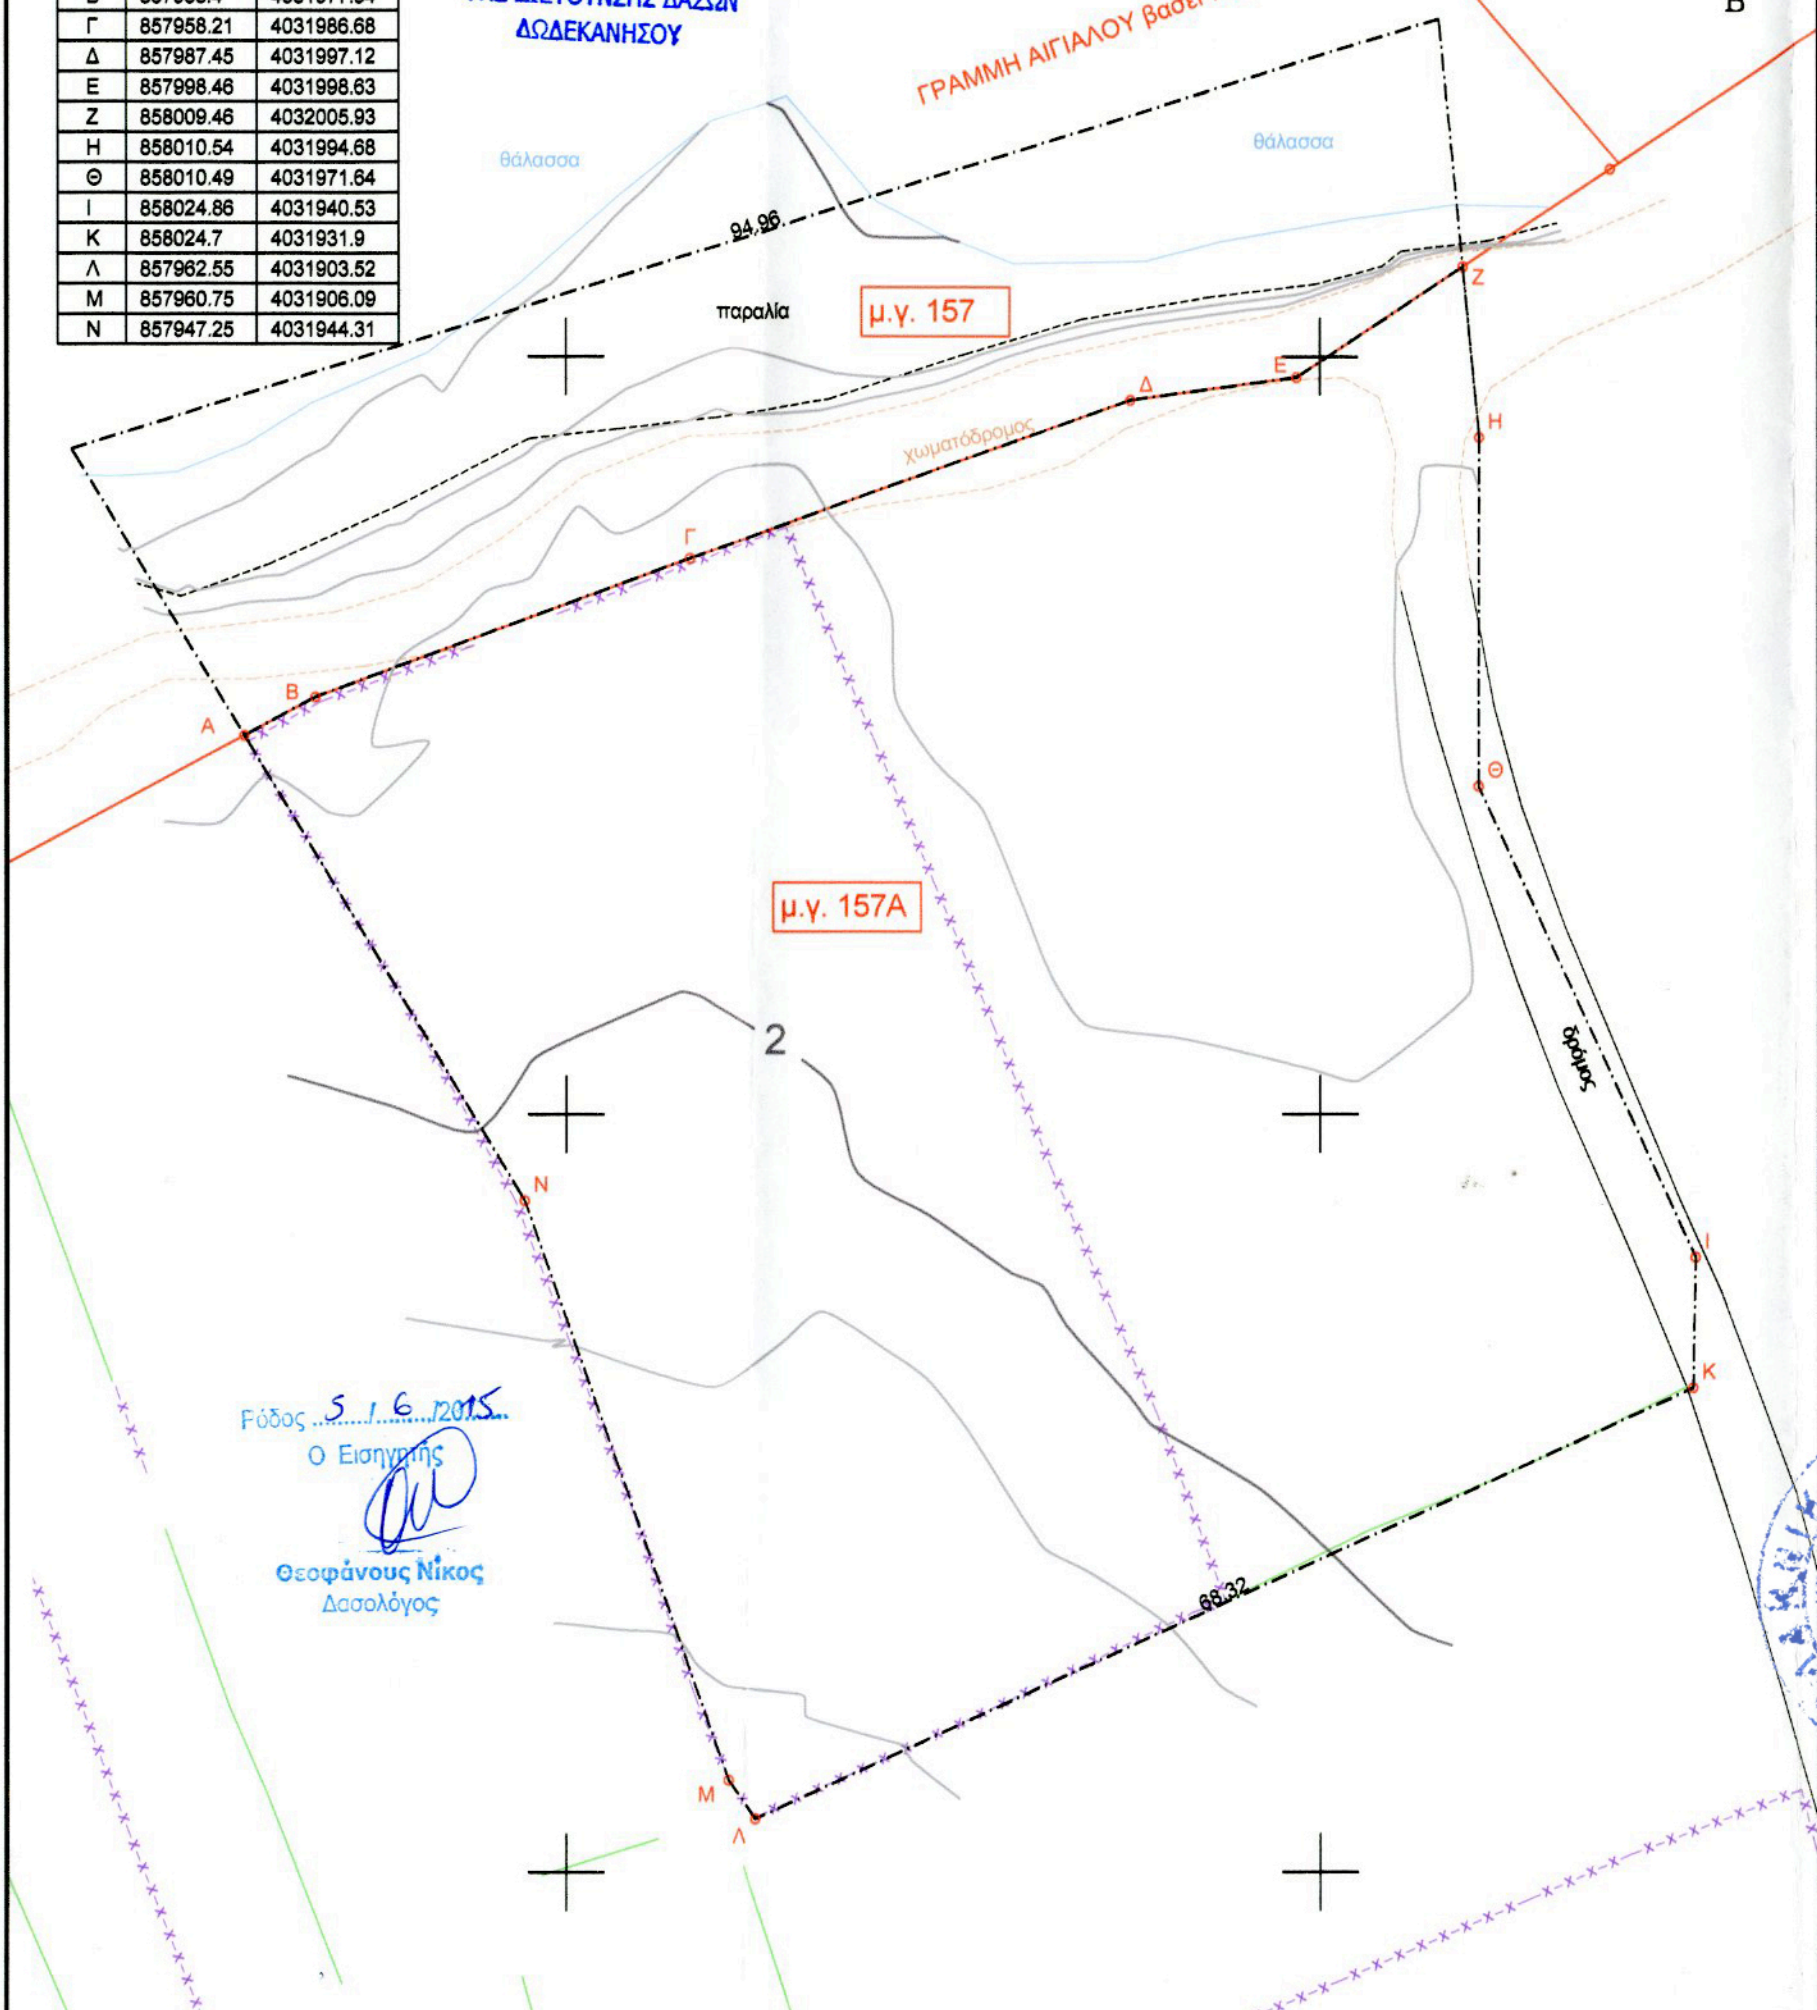 Γ 857958.21 4031986.68
Δ 857987.45 4031997.12
Ε 857998.46 4031998.63
Ζ 858009.46 4032005.93
Η 858010.54 4031994.68
Θ 858010.49 4031971.64
Ι 858024.86 4031940.53
Κ 858024.7 4031931.9
Λ 857962.55 4031903.52
Μ 857960.75 4031906.09
Ν 857947.25 4031944.31
ΔΩΔΕΚΑΝΗΣΟΥ
ΓΡΑΜΜΗ ΑΙΓΙΑΛΟΥ
Β
θάλασσα
θάλασσα
94.96
παραλία
μ.γ. 157
Ζ
Ε
Δ
Η
χωματόδρομος
Γ
Β
Α
Θ
μ.γ. 157Α
2
δρόμος
Ν
Ι
Κ
Ρόδος 5 / 6 /2015
Ο Εισηγητής
Θεοφάνους Νίκος
Δασολόγος
68.32
Μ
Λ